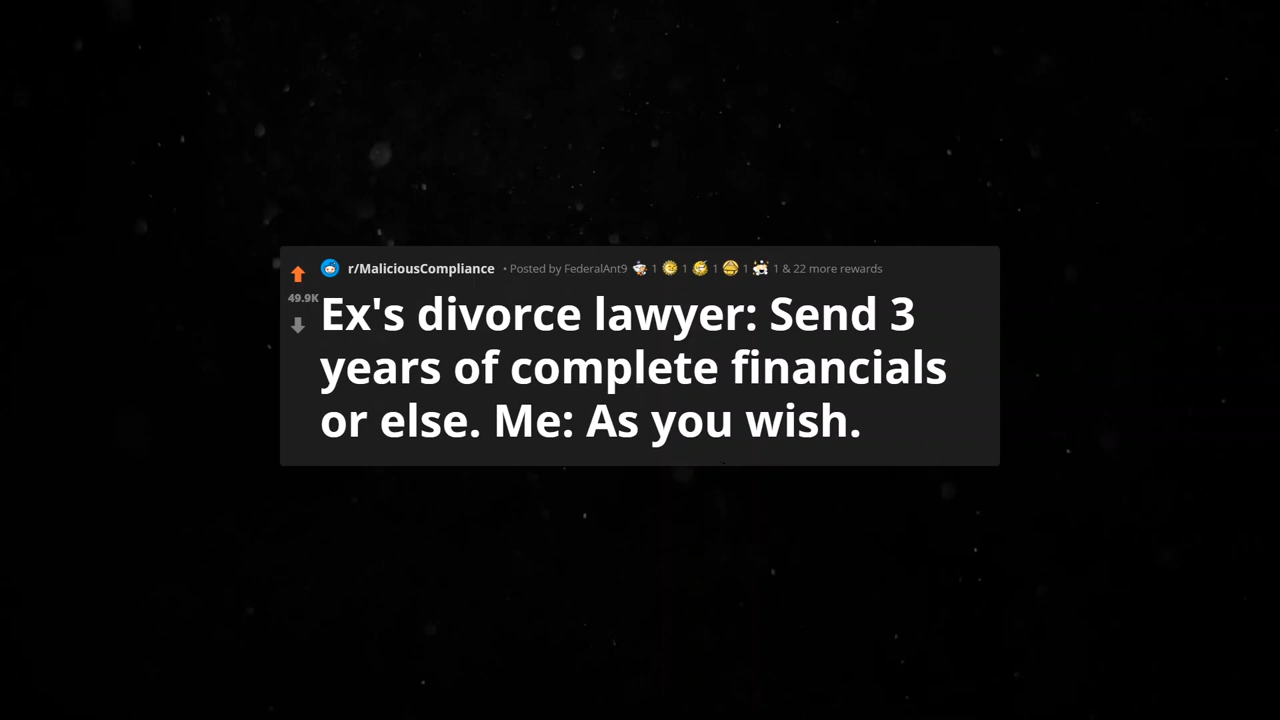 r/MaliciousCompliance • Posted by FederalAnt9 1 1 1 1 1 & 22 more rewards
49.9K
Ex's divorce lawyer: Send 3
years of complete financials
or else. Me: As you wish.